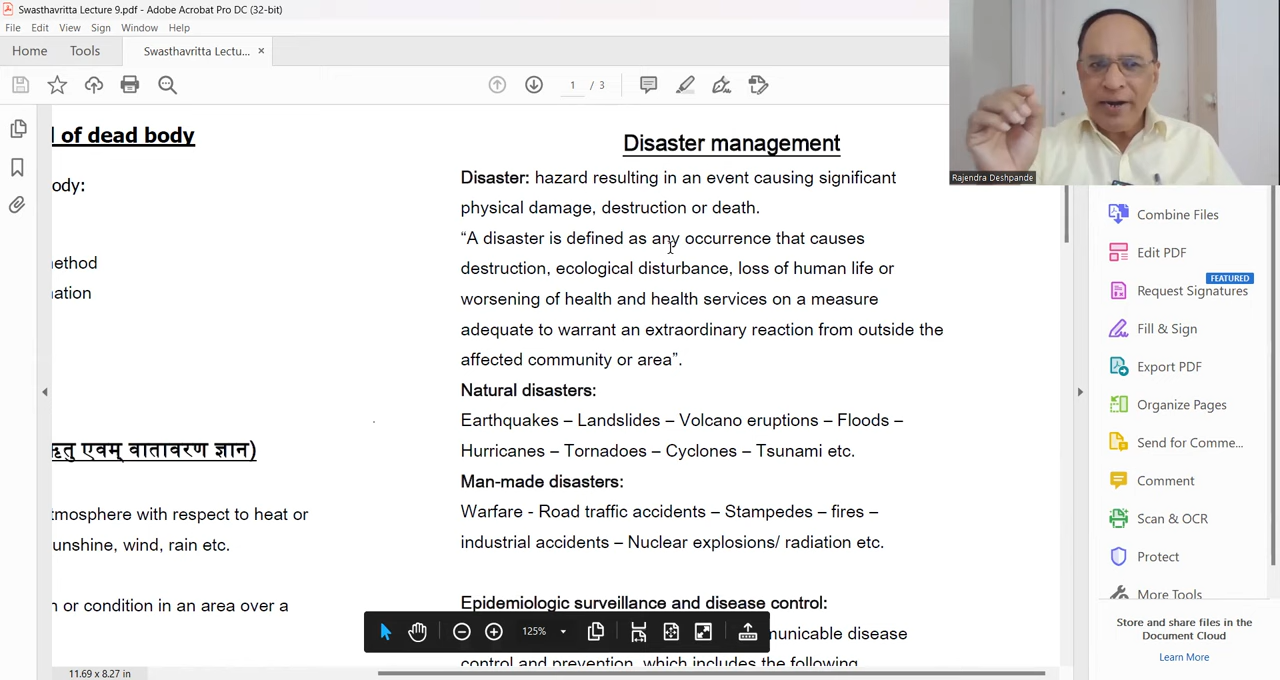 Swasthavritta Lecture 9.pdf - Adobe Acrobat Pro DC (32-bit)
File Edit View Sign Window Help
Home Tools Swasthavritta Lectu... ×
1 / 3
l of dead body
ody:
ethod
nation
ऋतु एवम् वातावरण ज्ञान)
tmosphere with respect to heat or
unshine, wind, rain etc.
n or condition in an area over a
Disaster management
Disaster: hazard resulting in an event causing significant
physical damage, destruction or death.
“A disaster is defined as any occurrence that causes
destruction, ecological disturbance, loss of human life or
worsening of health and health services on a measure
adequate to warrant an extraordinary reaction from outside the
affected community or area”.
Natural disasters:
Earthquakes – Landslides – Volcano eruptions – Floods –
Hurricanes – Tornadoes – Cyclones – Tsunami etc.
Man-made disasters:
Warfare - Road traffic accidents – Stampedes – fires –
industrial accidents – Nuclear explosions/ radiation etc.
Epidemiologic surveillance and disease control:
municable disease
control and prevention, which includes the following
125%
11.69 x 8.27 in
Rajendra Deshpande
Combine Files
Edit PDF
FEATURED
Request Signatures
Fill & Sign
Export PDF
Organize Pages
Send for Comme...
Comment
Scan & OCR
Protect
More Tools
Store and share files in the
Document Cloud
Learn More